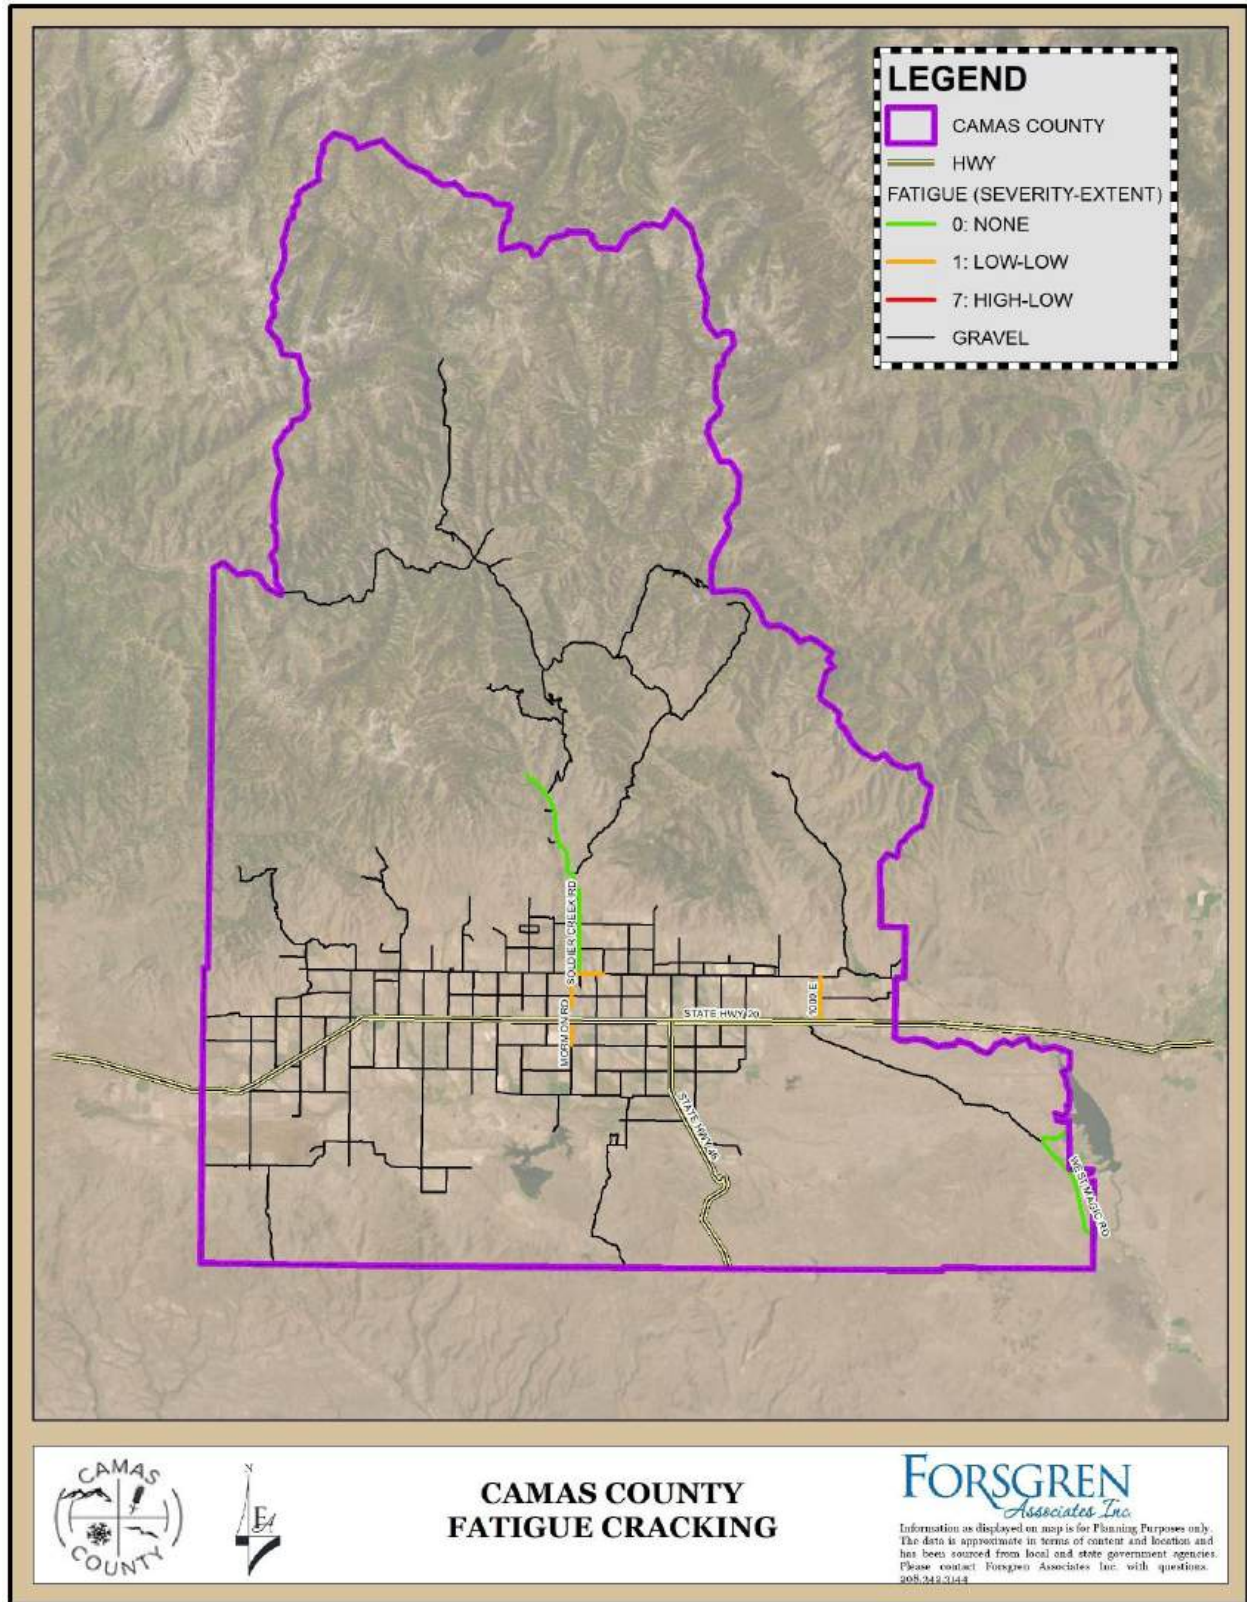 LEGEND
CAMAS COUNTY
HWY
FATIGUE (SEVERITY-EXTENT)
0: NONE
1: LOW-LOW
7: HIGH-LOW
GRAVEL
SOLDIER CREEK RD
MORMON RD
1000 E
STATE HWY 20
STATE HWY 46
WEST MAGIC RD
CAMAS
COUNTY
N
FA
CAMAS COUNTY
FATIGUE CRACKING
FORSGREN
Associates Inc.
Information as displayed on map is for Planning Purposes only.
The data is approximate in terms of content and location and
has been sourced from local and state government agencies.
Please contact Forsgren Associates Inc. with questions.
208.342.3144